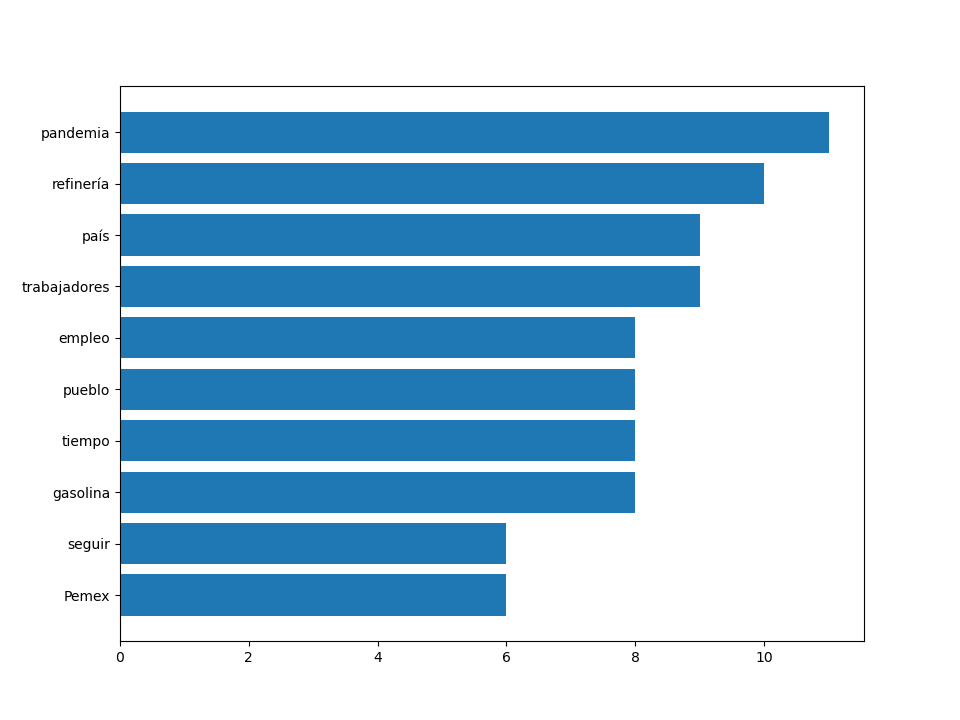 pandemia
refinería
país
trabajadores
empleo
pueblo
tiempo
gasolina
seguir
Pemex
0 2 4 6 8 10